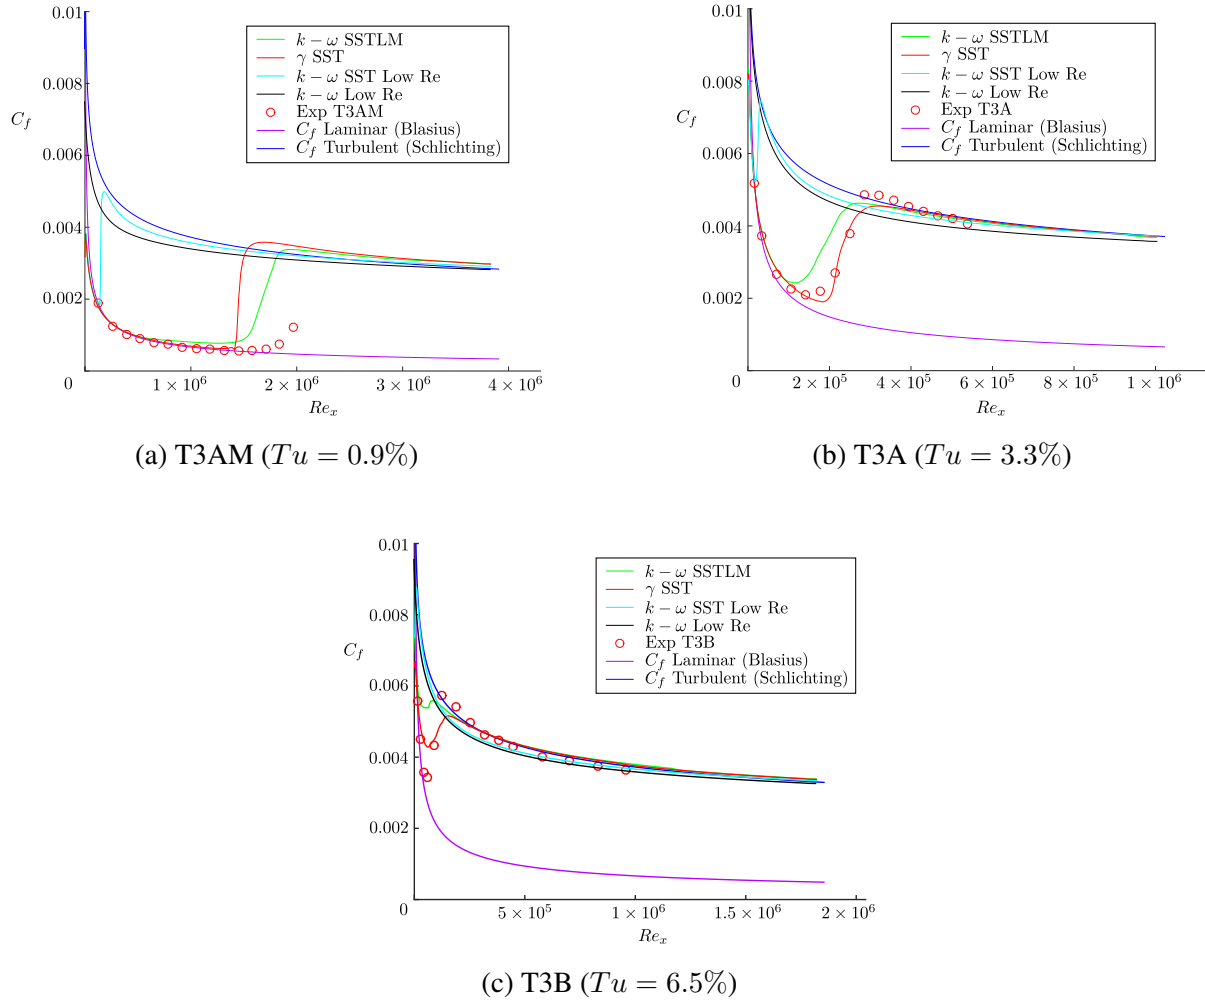 0.01
0.008
C_f
0.006
0.004
0.002
0
1 × 10^6
2 × 10^6
3 × 10^6
4 × 10^6
Re_x
k − ω SSTLM
γ SST
k − ω SST Low Re
k − ω Low Re
Exp T3AM
C_f Laminar (Blasius)
C_f Turbulent (Schlichting)
(a) T3AM (Tu = 0.9%)
0.01
0.008
C_f
0.006
0.004
0.002
0
2 × 10^5
4 × 10^5
6 × 10^5
8 × 10^5
1 × 10^6
Re_x
k − ω SSTLM
γ SST
k − ω SST Low Re
k − ω Low Re
Exp T3A
C_f Laminar (Blasius)
C_f Turbulent (Schlichting)
(b) T3A (Tu = 3.3%)
0.01
0.008
C_f
0.006
0.004
0.002
0
5 × 10^5
1 × 10^6
1.5 × 10^6
2 × 10^6
Re_x
k − ω SSTLM
γ SST
k − ω SST Low Re
k − ω Low Re
Exp T3B
C_f Laminar (Blasius)
C_f Turbulent (Schlichting)
(c) T3B (Tu = 6.5%)